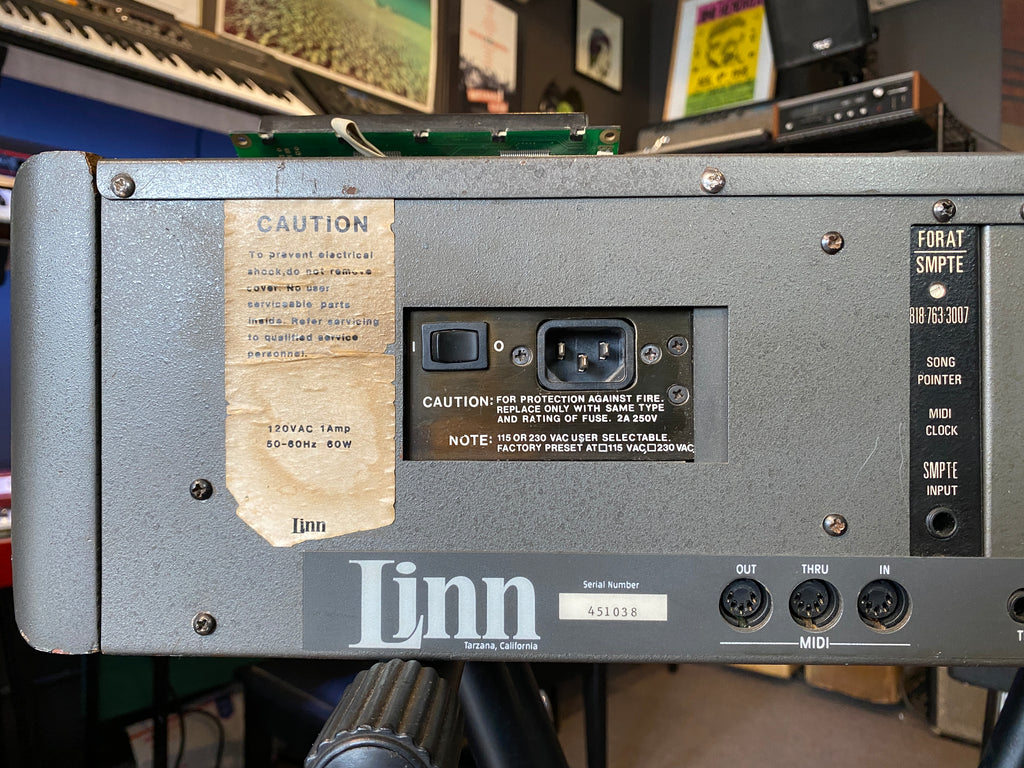 CAUTION
To prevent electrical
shock,do not remove
cover. No user
serviceable parts
inside. Refer servicing
to qualified service
personnel.
120VAC 1Amp
50-60Hz 60W
Linn
I
O
CAUTION: FOR PROTECTION AGAINST FIRE.
REPLACE ONLY WITH SAME TYPE
AND RATING OF FUSE. 2A 250V
NOTE: 115 OR 230 VAC USER SELECTABLE.
FACTORY PRESET AT□115 VAC,□230 VAC
FORAT
SMPTE
818·763·3007
SONG
POINTER
MIDI
CLOCK
SMPTE
INPUT
Linn
Tarzana, California
Serial Number
451038
OUT THRU IN
MIDI